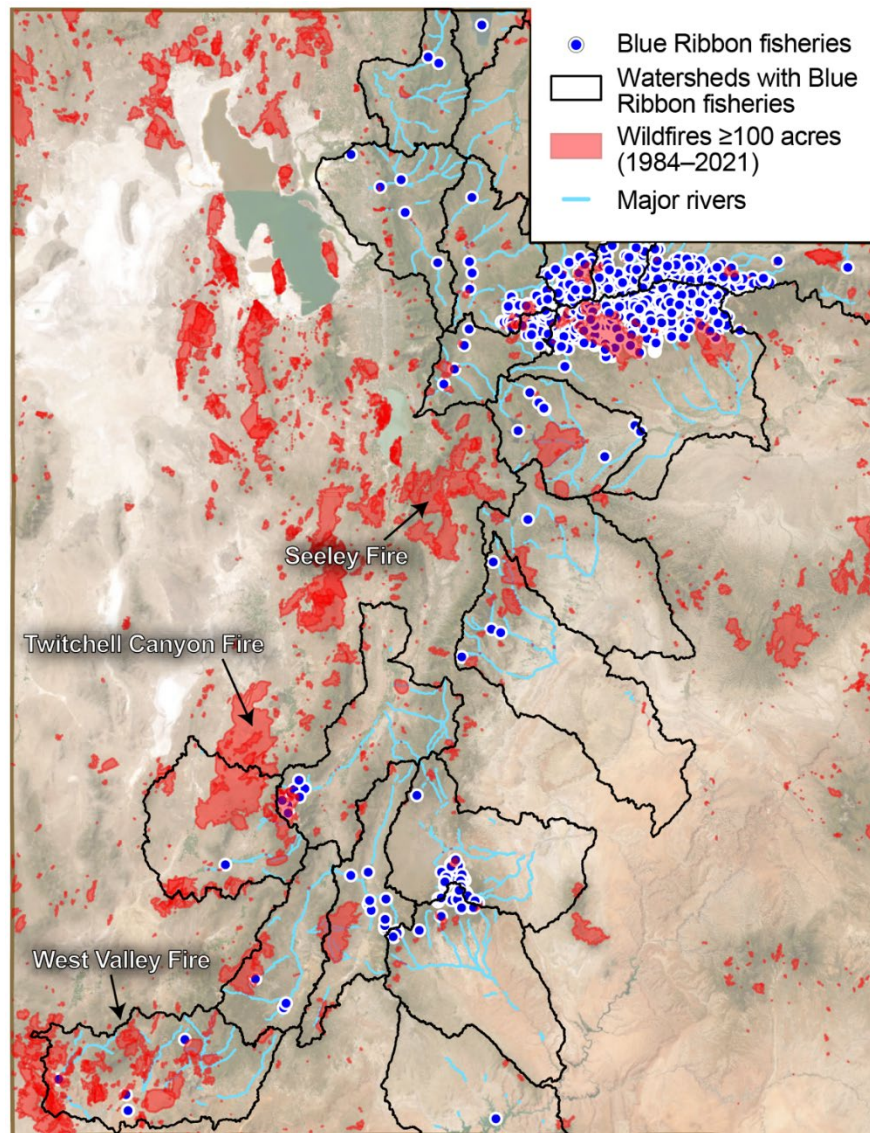 Blue Ribbon fisheries
Watersheds with Blue
Ribbon fisheries
Wildfires ≥100 acres
(1984–2021)
Major rivers
Seeley Fire
Twitchell Canyon Fire
West Valley Fire